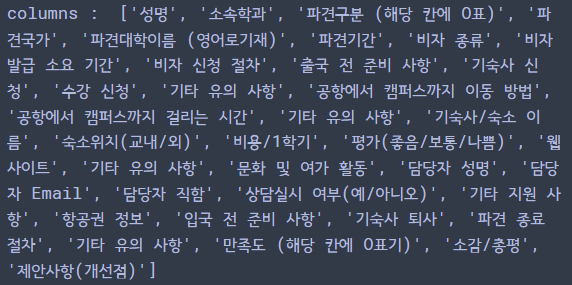 columns :  ['성명', '소속학과', '파견구분 (해당 칸에 O표)', '파
견국가', '파견대학이름 (영어로기재)', '파견기간', '비자 종류', '비자
발급 소요 기간', '비자 신청 절차', '출국 전 준비 사항', '기숙사 신
청', '수강 신청', '기타 유의 사항', '공항에서 캠퍼스까지 이동 방법',
'공항에서 캠퍼스까지 걸리는 시간', '기타 유의 사항', '기숙사/숙소 이
름', '숙소위치(교내/외)', '비용/1학기', '평가(좋음/보통/나쁨)', '웹
사이트', '기타 유의 사항', '문화 및 여가 활동', '담당자 성명', '담당
자 Email', '담당자 직함', '상담실시 여부(예/아니오)', '기타 지원 사
항', '항공권 정보', '입국 전 준비 사항', '기숙사 퇴사', '파견 종료
절차', '기타 유의 사항', '만족도 (해당 칸에 O표기)', '소감/총평',
'제안사항(개선점)']